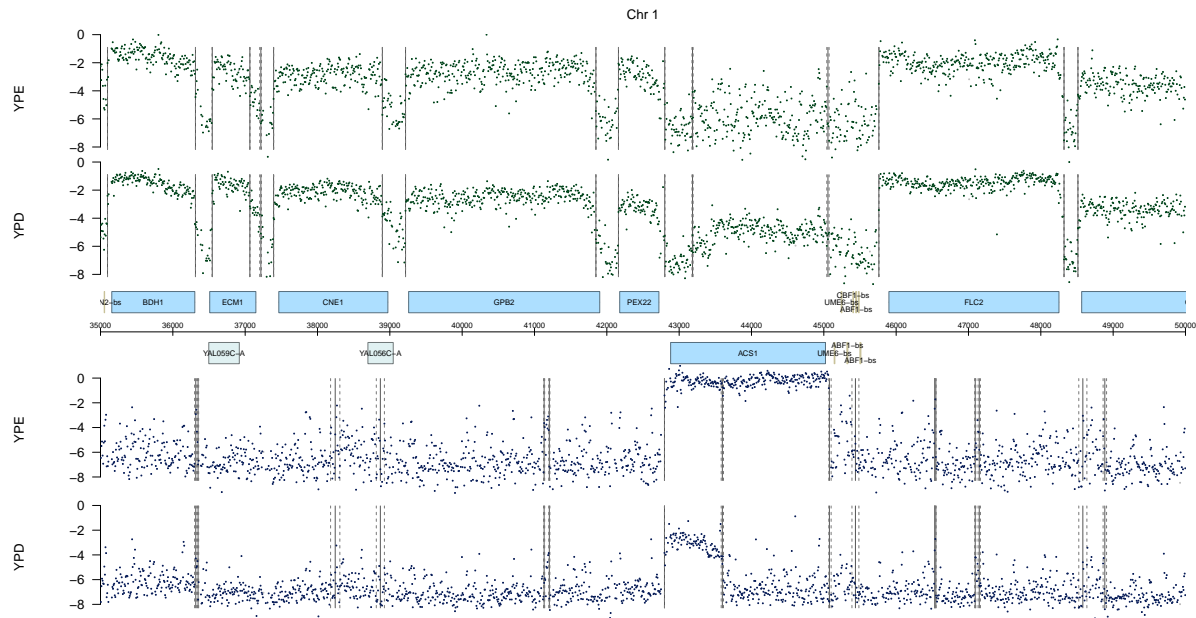 Chr 1
YPE
0
−2
−4
−6
−8
YPD
0
−2
−4
−6
−8
BDH1 ECM1 CNE1 GPB2 PEX22 UME6−bs CBF1−bs ABF1−bs FLC2
35000 36000 37000 38000 39000 40000 41000 42000 43000 44000 45000 46000 47000 48000 49000 50000
YAL059C−A YAL056C−A ACS1 UME6−bs ABF1−bs ABF1−bs
YPE
0
−2
−4
−6
−8
YPD
0
−2
−4
−6
−8